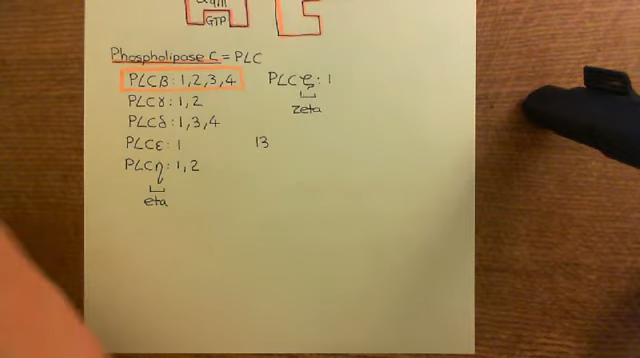 GTP
Phospholipase C = PLC
PLCβ: 1,2,3,4
PLCγ: 1,2
PLCδ: 1,3,4
PLCε: 1
PLCη: 1,2
eta
PLCζ: 1
zeta
13